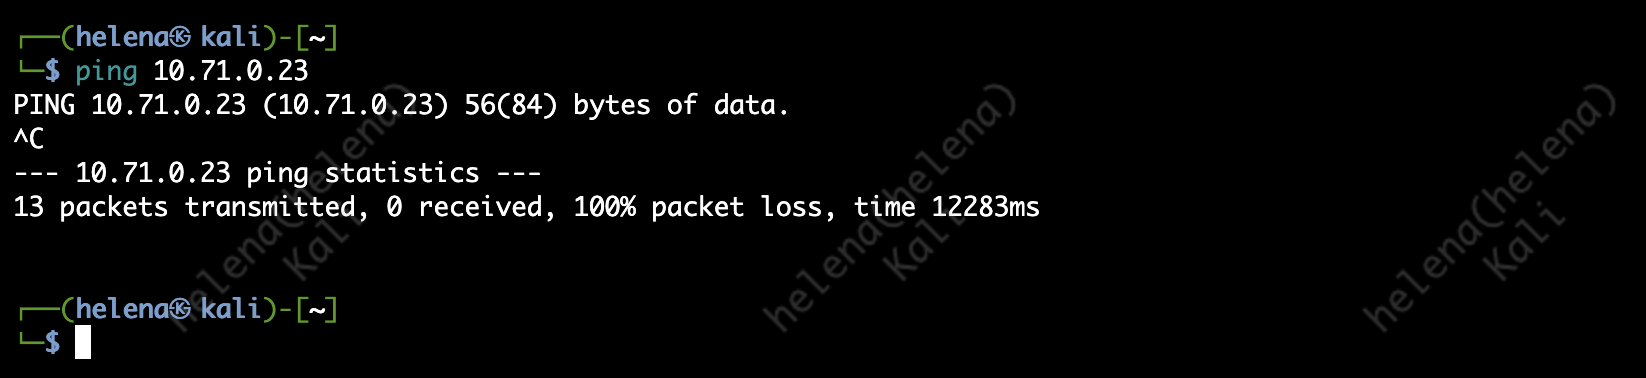 ┌──(helena㉿kali)-[~]
└─$ ping 10.71.0.23
PING 10.71.0.23 (10.71.0.23) 56(84) bytes of data.
^C
--- 10.71.0.23 ping statistics ---
13 packets transmitted, 0 received, 100% packet loss, time 12283ms
┌──(helena㉿kali)-[~]
└─$
helena(helena)
Kali
helena(helena)
Kali
helena(helena)
Kali